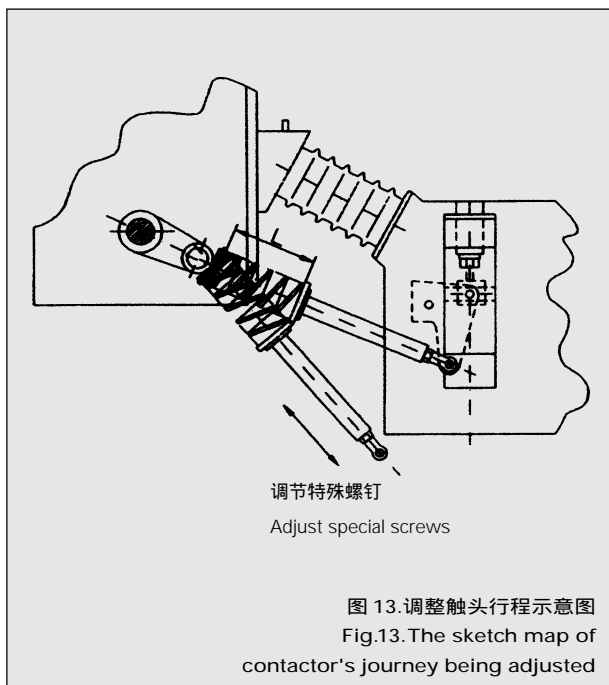 L
调节特殊螺钉
Adjust special screws
图 13.调整触头行程示意图
Fig.13.The sketch map of
contactor's journey being adjusted